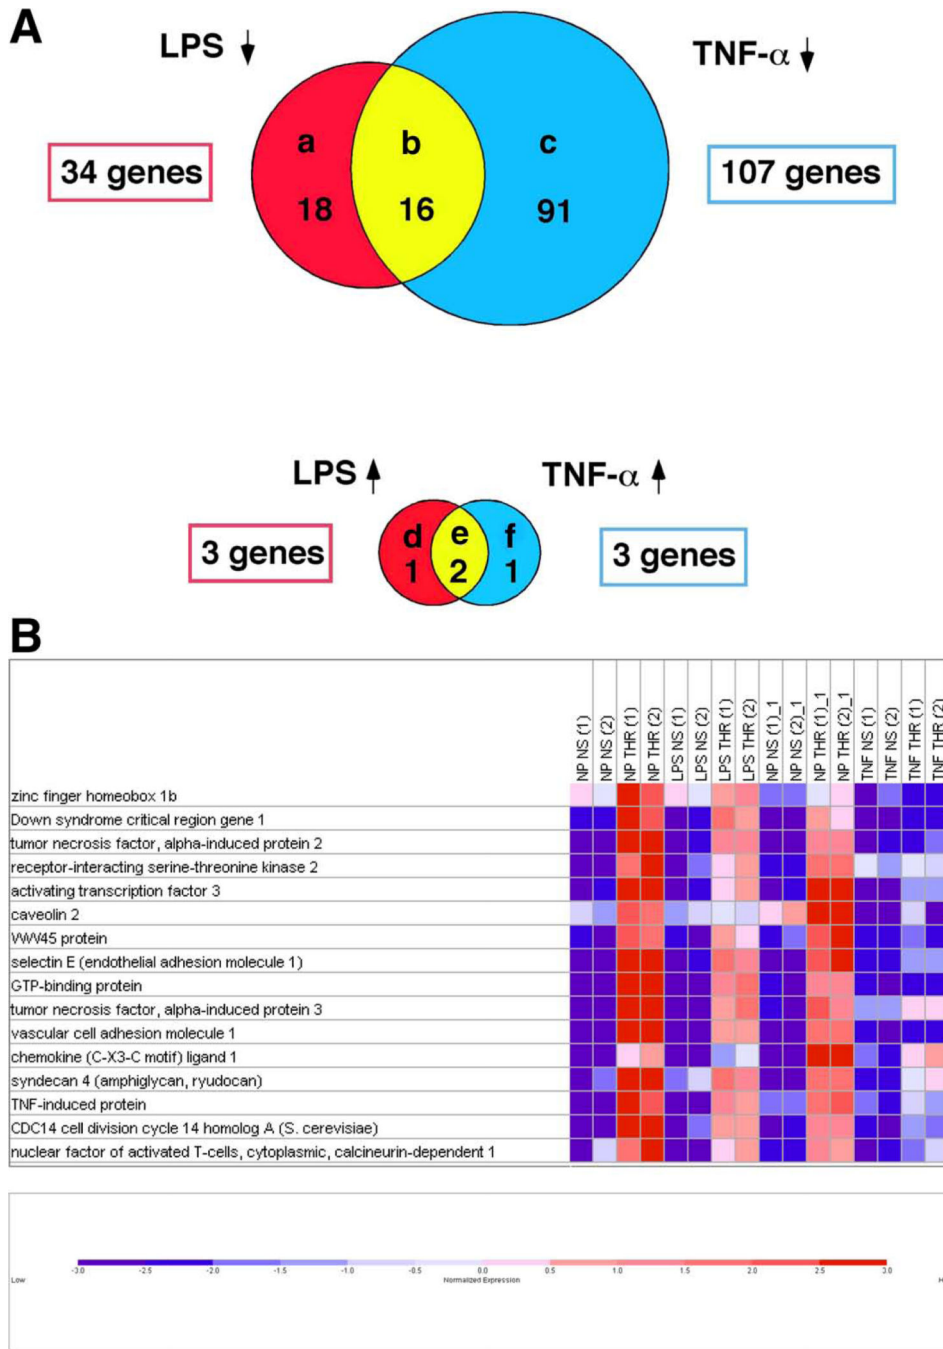 A
LPS ↓
TNF-α ↓
34 genes
a
b
c
107 genes
18
16
91
LPS ↑
TNF-α ↑
3 genes
d
e
f
3 genes
1
2
1
B
NP NS (1)
NP NS (2)
NP THR (1)
NP THR (2)
LPS NS (1)
LPS NS (2)
LPS THR (1)
LPS THR (2)
NP NS (1)_1
NP NS (2)_1
NP THR (1)_1
NP THR (2)_1
TNF NS (1)
TNF NS (2)
TNF THR (1)
TNF THR (2)
zinc finger homeobox 1b
Down syndrome critical region gene 1
tumor necrosis factor, alpha-induced protein 2
receptor-interacting serine-threonine kinase 2
activating transcription factor 3
caveolin 2
VWV45 protein
selectin E (endothelial adhesion molecule 1)
GTP-binding protein
tumor necrosis factor, alpha-induced protein 3
vascular cell adhesion molecule 1
chemokine (C-X3-C motif) ligand 1
syndecan 4 (amphiglycan, ryudocan)
TNF-induced protein
CDC14 cell division cycle 14 homolog A (S. cerevisiae)
nuclear factor of activated T-cells, cytoplasmic, calcineurin-dependent 1
-3.0 -2.5 -2.0 -1.5 -1.0 -0.5 0.0 0.5 1.0 1.5 2.0 2.5 3.0
Low Normalized Expression H